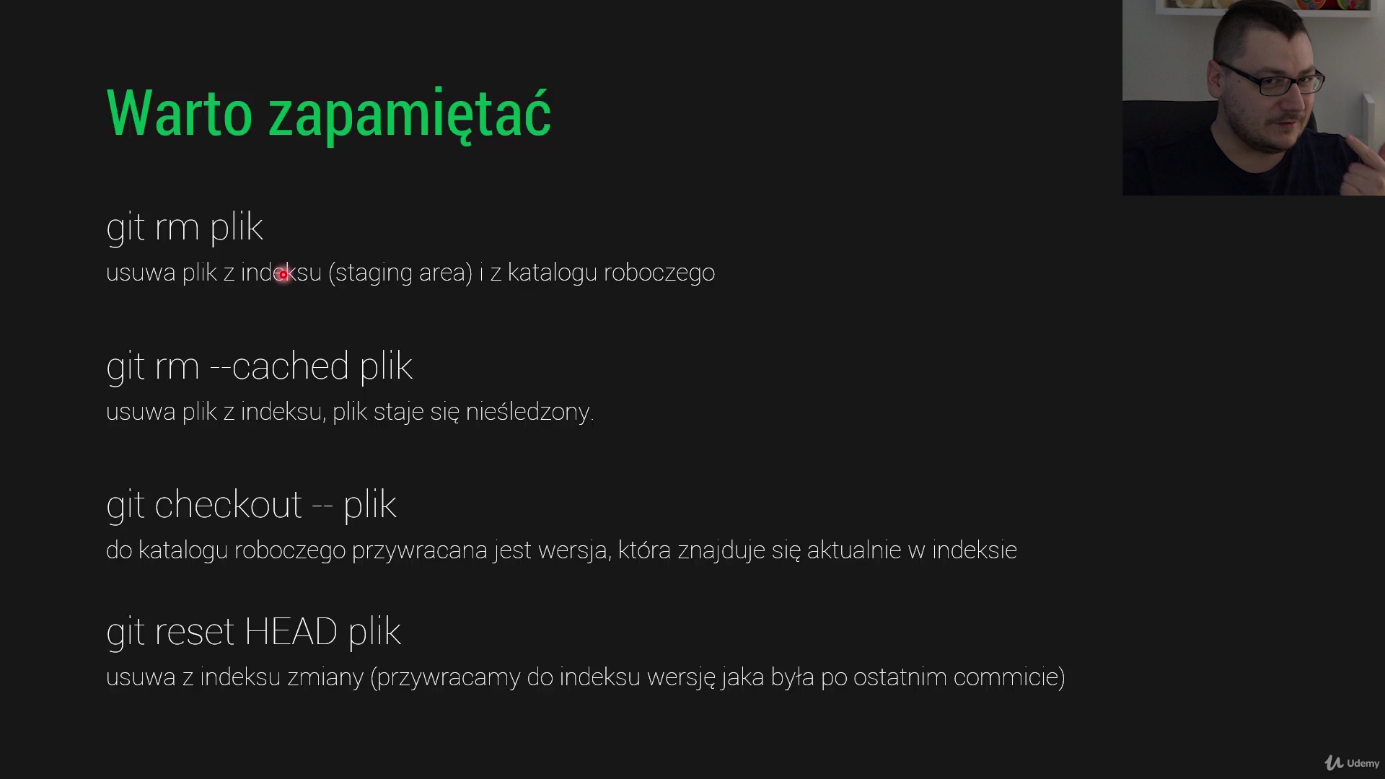 Warto zapamiętać
git rm plik
usuwa plik z indeksu (staging area) i z katalogu roboczego
git rm --cached plik
usuwa plik z indeksu, plik staje się nieśledzony.
git checkout -- plik
do katalogu roboczego przywracana jest wersja, która znajduje się aktualnie w indeksie
git reset HEAD plik
usuwa z indeksu zmiany (przywracamy do indeksu wersję jaka była po ostatnim commicie)
Udemy